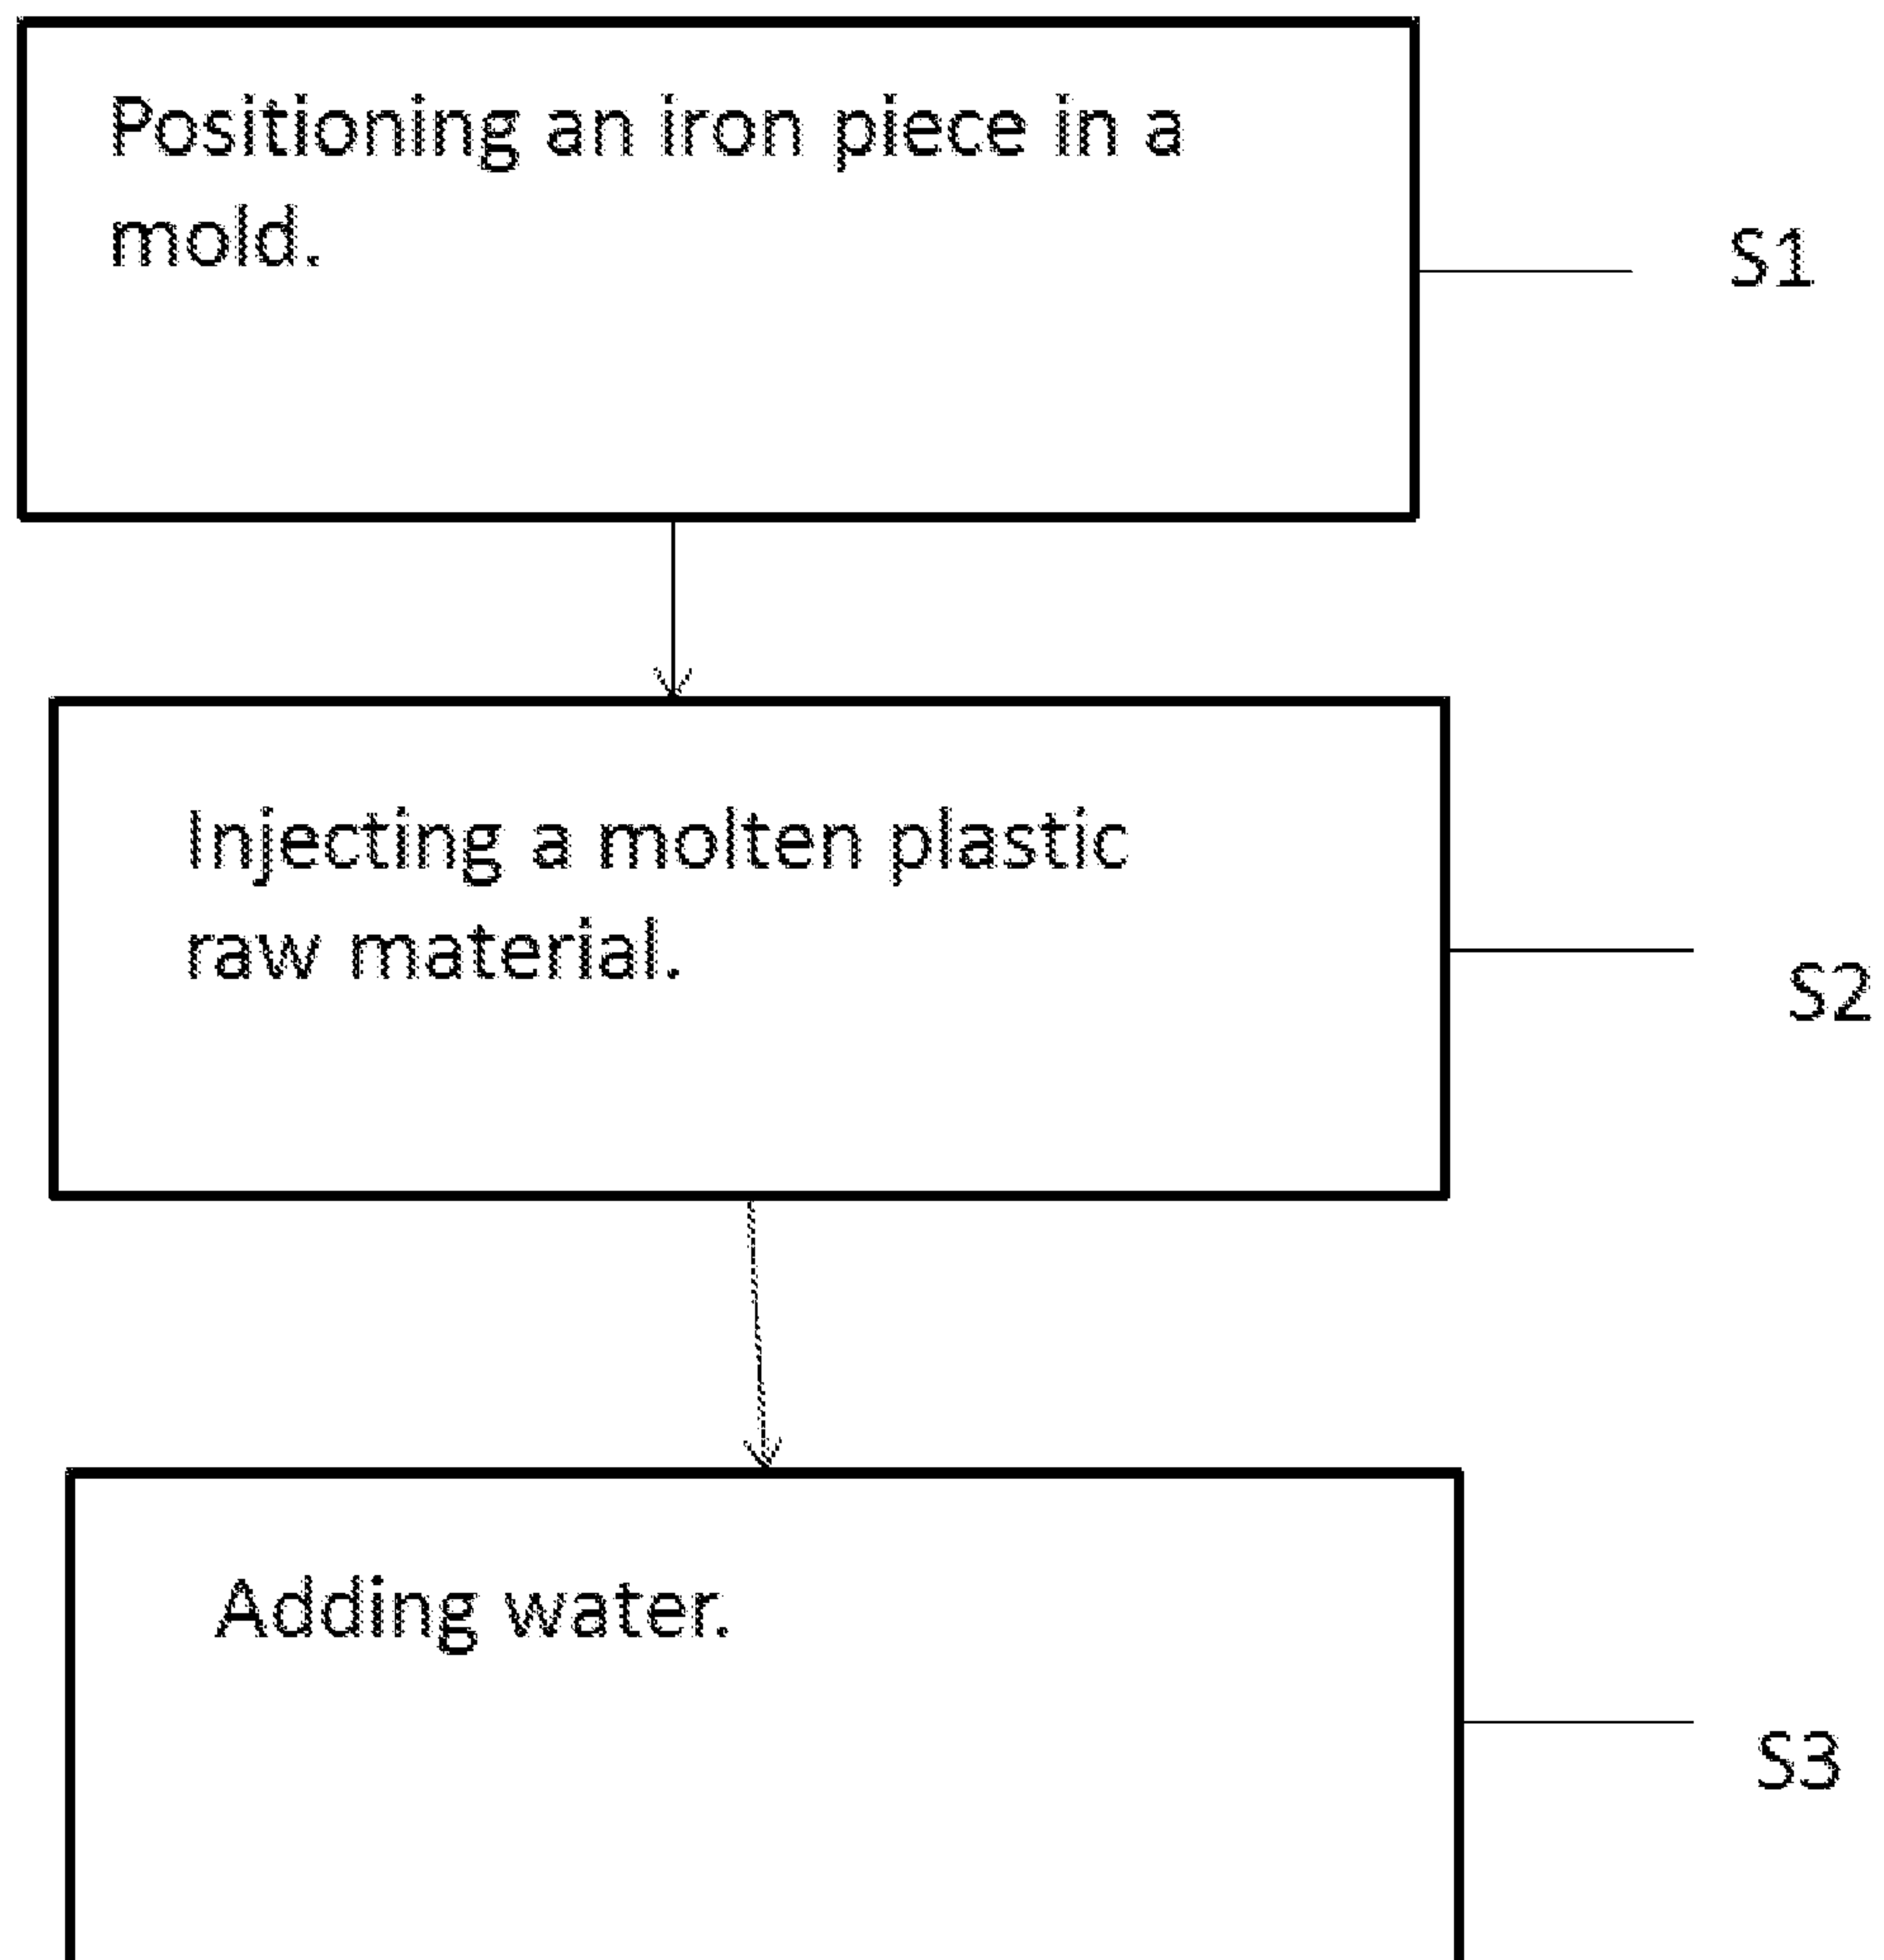 Positioning an iron piece in a
mold.
S1
Injecting a molten plastic
raw material.
S2
Adding water.
S3